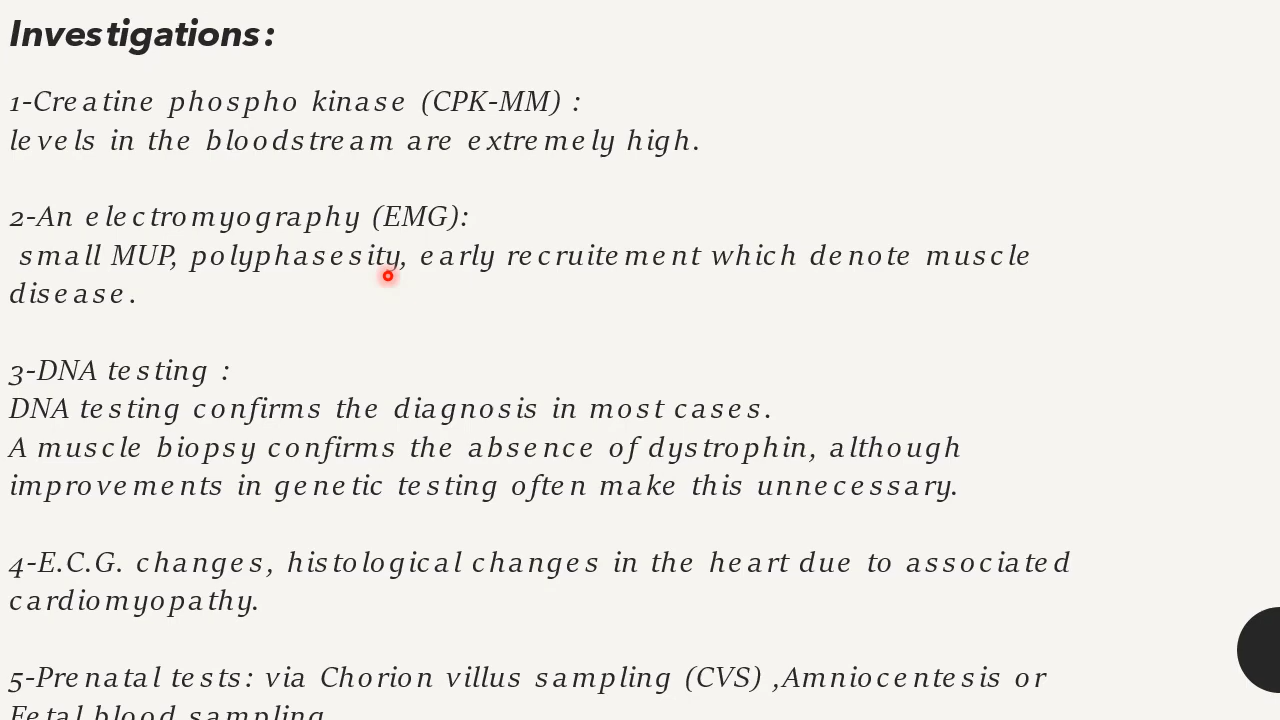 Investigations:
1-Creatine phospho kinase (CPK-MM) :
levels in the bloodstream are extremely high.
2-An electromyography (EMG):
small MUP, polyphasesity, early recruitement which denote muscle
disease.
3-DNA testing :
DNA testing confirms the diagnosis in most cases.
A muscle biopsy confirms the absence of dystrophin, although
improvements in genetic testing often make this unnecessary.
4-E.C.G. changes, histological changes in the heart due to associated
cardiomyopathy.
5-Prenatal tests: via Chorion villus sampling (CVS) ,Amniocentesis or
Fetal blood sampling